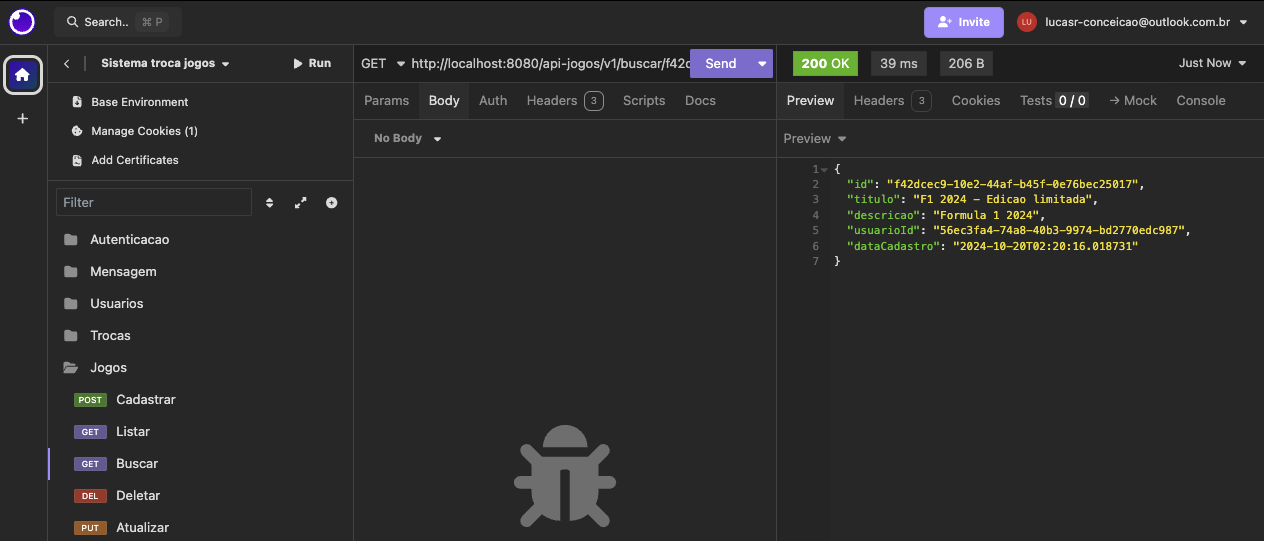 Search.. ⌘ P
Invite
LU lucasr-conceicao@outlook.com.br
Sistema troca jogos
Run
Base Environment
Manage Cookies (1)
Add Certificates
Filter
Autenticacao
Mensagem
Usuarios
Trocas
Jogos
POST Cadastrar
GET Listar
GET Buscar
DEL Deletar
PUT Atualizar
GET http://localhost:8080/api-jogos/v1/buscar/f42d Send
Params Body Auth Headers 3 Scripts Docs
No Body
200 OK 39 ms 206 B Just Now
Preview Headers 3 Cookies Tests 0 / 0 → Mock Console
Preview
1 {
2 "id": "f42dcec9-10e2-44af-b45f-0e76bec25017",
3 "titulo": "F1 2024 - Edicao limitada",
4 "descricao": "Formula 1 2024",
5 "usuarioId": "56ec3fa4-74a8-40b3-9974-bd2770edc987",
6 "dataCadastro": "2024-10-20T02:20:16.018731"
7 }